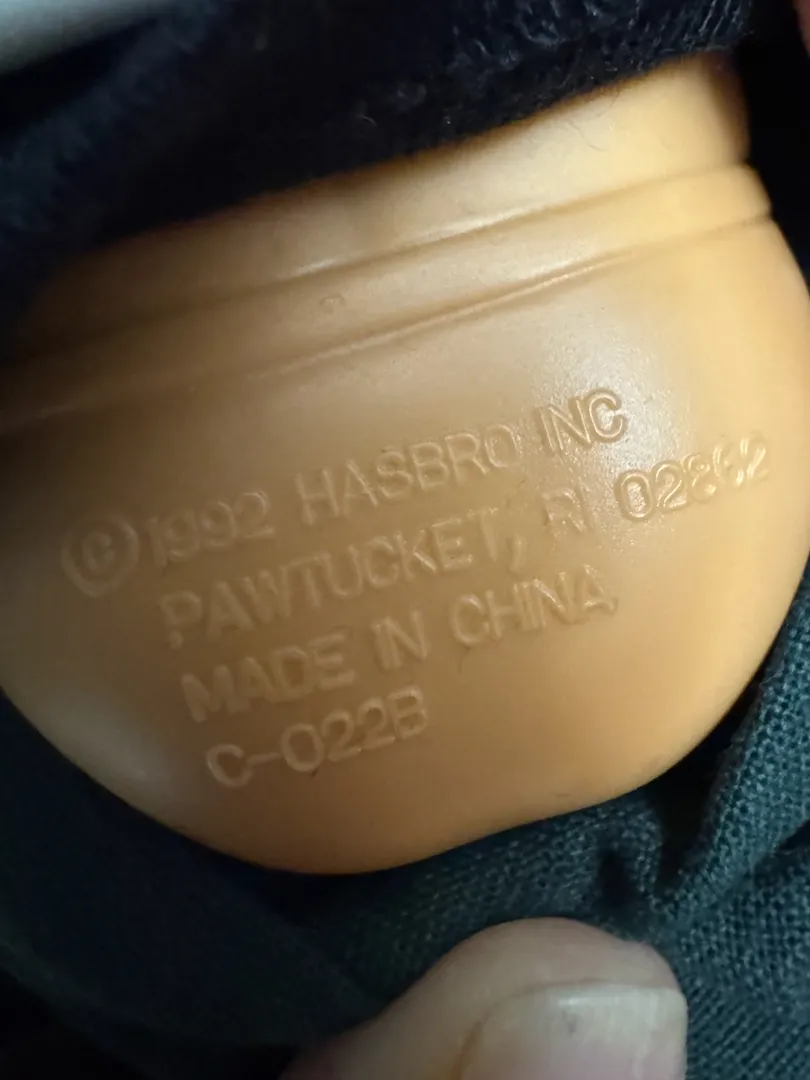 © 1992 HASBRO INC
PAWTUCKET, RI 02862
MADE IN CHINA
C-022B